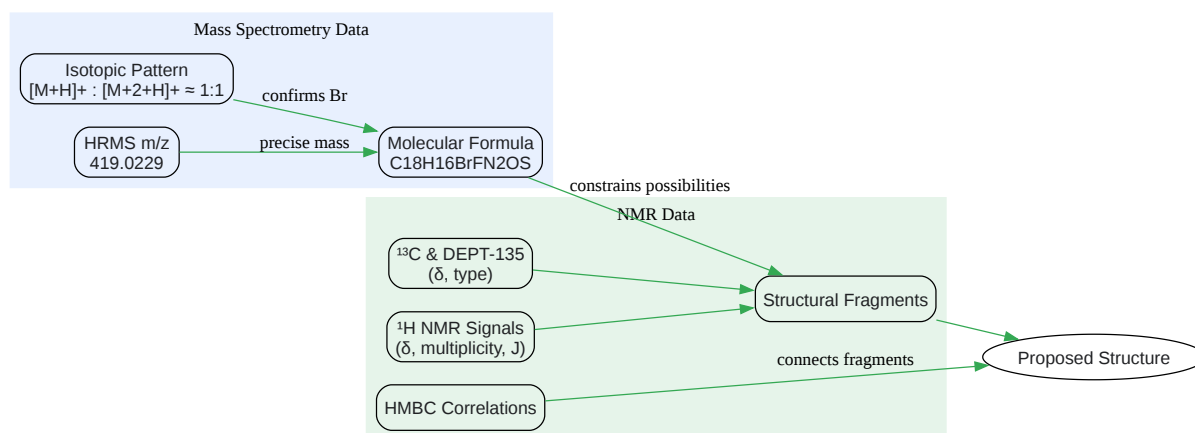 Mass Spectrometry Data
Isotopic Pattern
[M+H]+ : [M+2+H]+ ≈ 1:1
confirms Br
HRMS m/z
419.0229
precise mass
Molecular Formula
C18H16BrFN2OS
constrains possibilities
NMR Data
¹³C & DEPT-135
(δ, type)
Structural Fragments
¹H NMR Signals
(δ, multiplicity, J)
connects fragments
Proposed Structure
HMBC Correlations